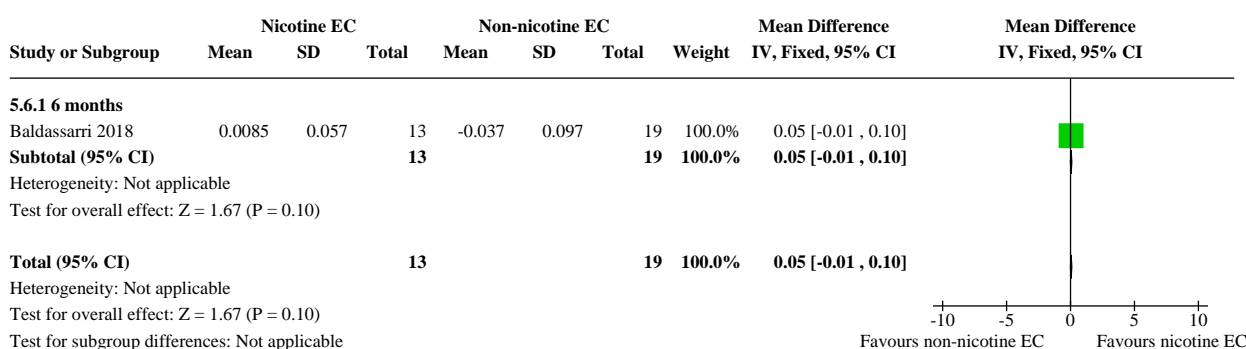 Nicotine EC Non-nicotine EC Mean Difference Mean Difference
Study or Subgroup Mean SD Total Mean SD Total Weight IV, Fixed, 95% CI IV, Fixed, 95% CI
5.6.1 6 months
Baldassarri 2018 0.0085 0.057 13 -0.037 0.097 19 100.0% 0.05 [-0.01 , 0.10]
Subtotal (95% CI) 13 19 100.0% 0.05 [-0.01 , 0.10]
Heterogeneity: Not applicable
Test for overall effect: Z = 1.67 (P = 0.10)
Total (95% CI) 13 19 100.0% 0.05 [-0.01 , 0.10]
Heterogeneity: Not applicable
Test for overall effect: Z = 1.67 (P = 0.10) -10 -5 0 5 10
Test for subgroup differences: Not applicable Favours non-nicotine EC Favours nicotine EC